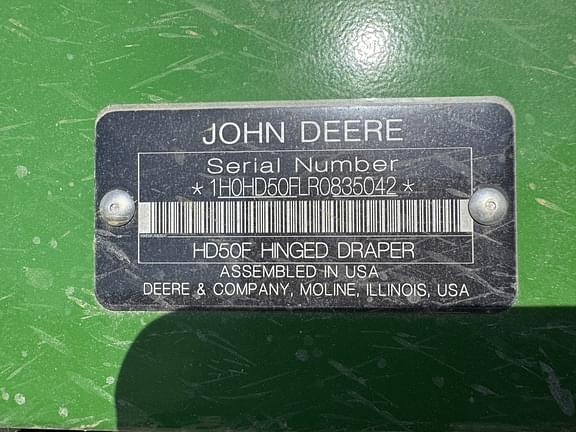 JOHN DEERE
Serial Number
*1H0HD50FLR0835042*
HD50F HINGED DRAPER
ASSEMBLED IN USA
DEERE & COMPANY, MOLINE, ILLINOIS, USA